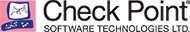 Check Point
SOFTWARE TECHNOLOGIES LTD.